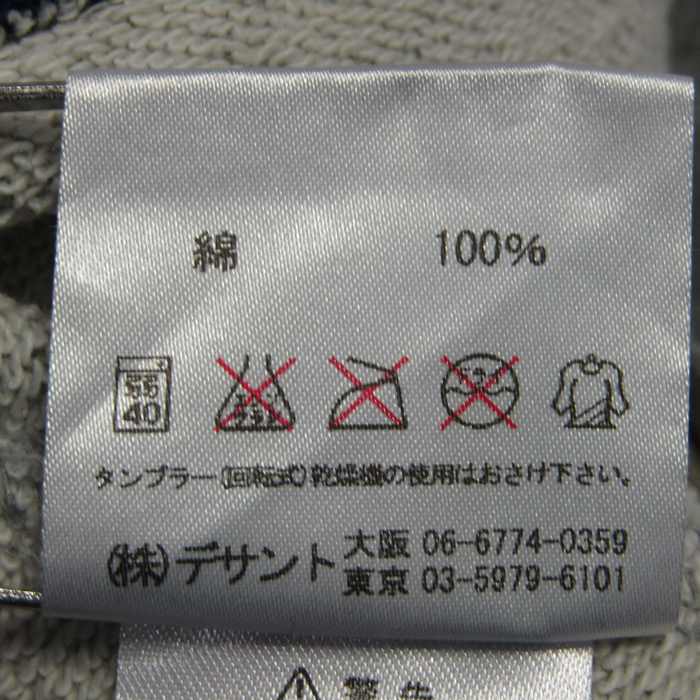 綿 100%
40
タンブラー(回転式)乾燥機の使用はおさけ下さい。
(株)デサント 大阪 06-6774-0359
東京 03-5979-6101
警告